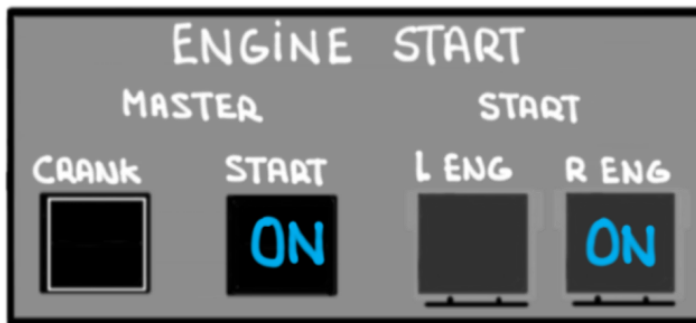 ENGINE START
MASTER START
CRANK START L ENG R ENG
ON ON